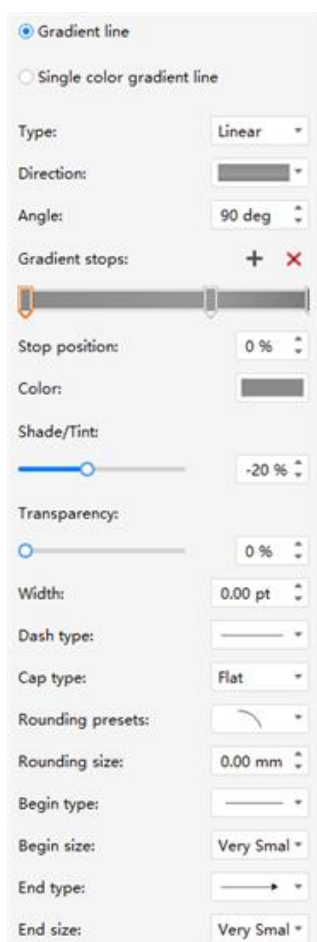 Gradient line
Single color gradient line
Type: Linear
Direction:
Angle: 90 deg
Gradient stops:
Stop position: 0 %
Color:
Shade/Tint:
-20 %
Transparency:
0 %
Width: 0.00 pt
Dash type:
Cap type: Flat
Rounding presets:
Rounding size: 0.00 mm
Begin type:
Begin size: Very Smal
End type:
End size: Very Smal